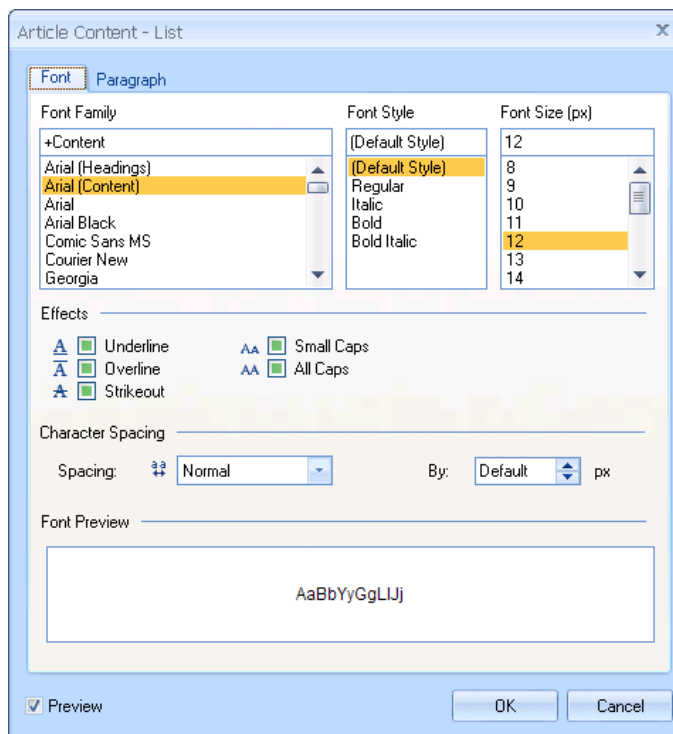 Article Content - List
Font Paragraph
Font Family Font Style Font Size (px)
+Content (Default Style) 12
Arial (Headings) (Default Style) 8
Arial (Content) Regular 9
Arial Italic 10
Arial Black Bold 11
Comic Sans MS Bold Italic 12
Courier New 13
Georgia 14
Effects
A Underline AA Small Caps
A Overline AA All Caps
A Strikeout
Character Spacing
Spacing: aa Normal By: Default px
Font Preview
AaBbYyGgLlJj
Preview OK Cancel